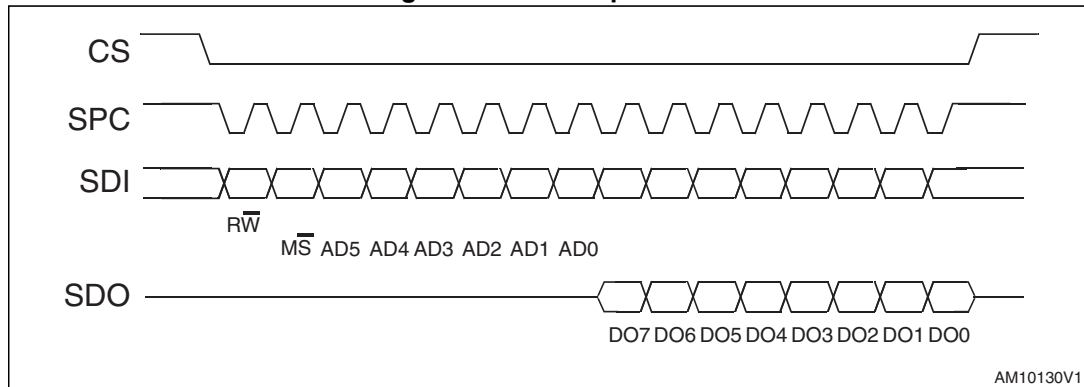 CS
SPC
SDI
RW̅
MS̅ AD5 AD4 AD3 AD2 AD1 AD0
SDO
DO7 DO6 DO5 DO4 DO3 DO2 DO1 DO0
AM10130V1